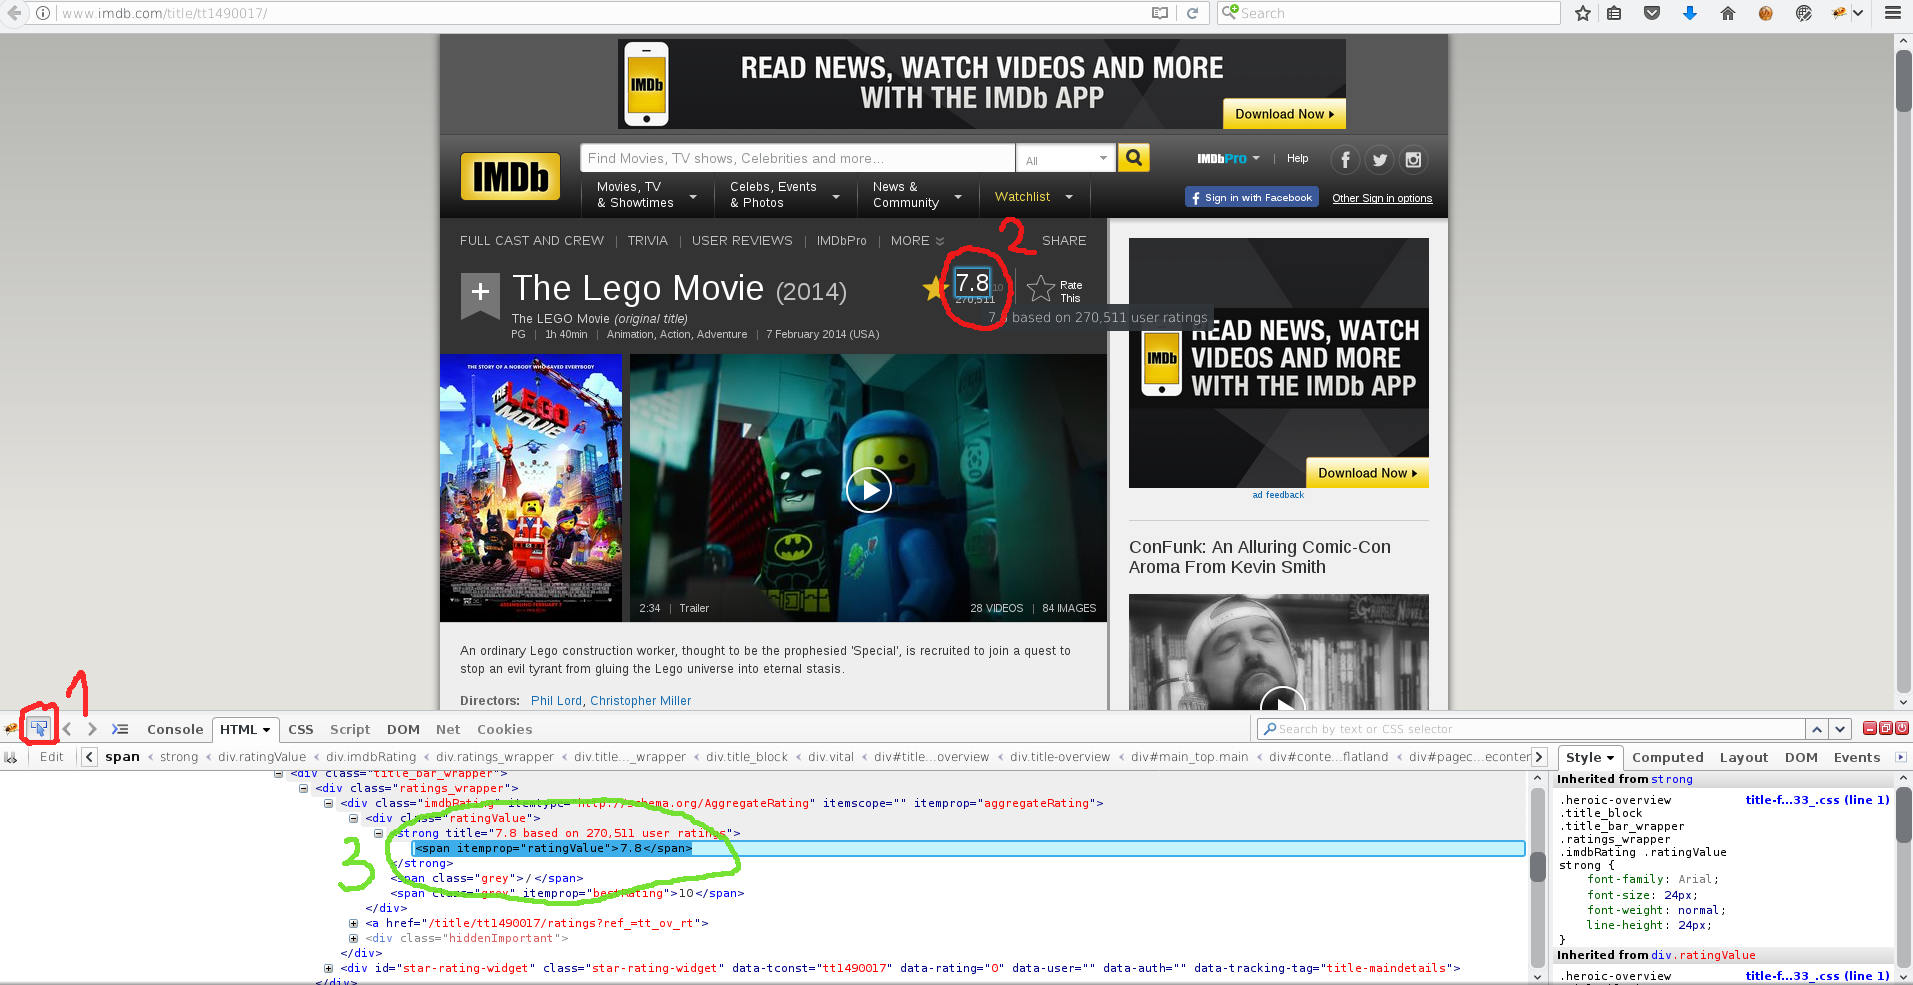 www.imdb.com/title/tt1490017/
Search
READ NEWS, WATCH VIDEOS AND MORE
WITH THE IMDb APP
IMDb
Download Now
IMDb
Find Movies, TV shows, Celebrities and more...
All
IMDbPro
|
Help
Movies, TV
& Showtimes
Celebs, Events
& Photos
News &
Community
Watchlist
Sign in with Facebook
Other Sign in options
FULL CAST AND CREW | TRIVIA | USER REVIEWS | IMDbPro | MORE
SHARE
2
The Lego Movie (2014)
The LEGO Movie (original title)
PG | 1h 40min | Animation, Action, Adventure | 7 February 2014 (USA)
7.8
10
270,511
Rate
This
7.8 based on 270,511 user ratings
THE STORY OF A NOBODY WHO SAVED EVERYBODY
THE LEGO MOVIE
2:34 | Trailer
28 VIDEOS | 84 IMAGES
READ NEWS, WATCH
VIDEOS AND MORE
WITH THE IMDb APP
IMDb
Download Now
ad feedback
ConFunk: An Alluring Comic-Con
Aroma From Kevin Smith
An ordinary Lego construction worker, thought to be the prophesied 'Special', is recruited to join a quest to
stop an evil tyrant from gluing the Lego universe into eternal stasis.
Directors: Phil Lord, Christopher Miller
1
Console HTML CSS Script DOM Net Cookies
Search by text or CSS selector
Edit
span < strong < div.ratingValue < div.imdbRating < div.ratings_wrapper < div.title..._wrapper < div.title_block < div.vital < div#title...overview < div.title-overview < div#main_top.main < div#conte...flatland < div#pagec...econter
Style Computed Layout DOM Events
<div class="title_bar_wrapper">
<div class="ratings_wrapper">
<div class="imdbRating" itemtype="http://schema.org/AggregateRating" itemscope="" itemprop="aggregateRating">
<div class="ratingValue">
<strong title="7.8 based on 270,511 user ratings">
<span itemprop="ratingValue">7.8</span>
</strong>
<span class="grey">/</span>
<span class="grey" itemprop="bestRating">10</span>
</div>
<a href="/title/tt1490017/ratings?ref_=tt_ov_rt">
<div class="hiddenImportant">
</div>
<div id="star-rating-widget" class="star-rating-widget" data-tconst="tt1490017" data-rating="0" data-user="" data-auth="" data-tracking-tag="title-maindetails">
</div>
3
Inherited from strong
.heroic-overview title-f...33_.css (line 1)
.title_block
.title_bar_wrapper
.ratings_wrapper
.imdbRating .ratingValue
strong {
font-family: Arial;
font-size: 24px;
font-weight: normal;
line-height: 24px;
}
Inherited from div.ratingValue
.heroic-overview title-f...33_.css (line 1)